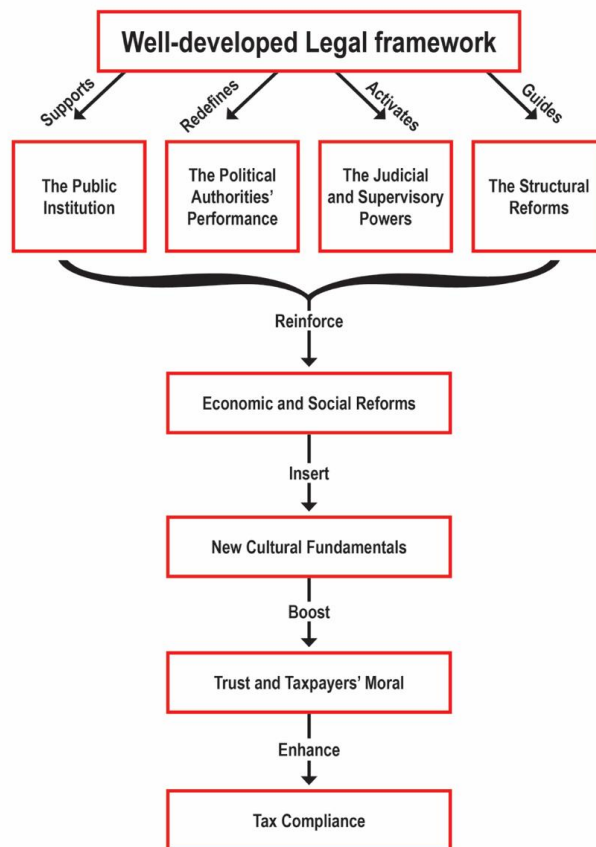 Well-developed Legal framework
Supports
Redefines
Activates
Guides
The Public
Institution
The Political
Authorities'
Performance
The Judicial
and Supervisory
Powers
The Structural
Reforms
Reinforce
Economic and Social Reforms
Insert
New Cultural Fundamentals
Boost
Trust and Taxpayers' Moral
Enhance
Tax Compliance